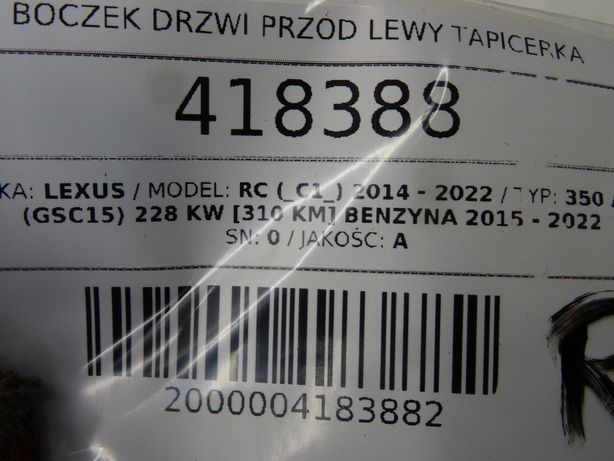 BOCZEK DRZWI PRZÓD LEWY TAPICERKA
418388
KA: LEXUS / MODEL: RC (_C1_) 2014 - 2022 / TYP: 350
(GSC15) 228 KW [310 KM] BENZYNA 2015 - 2022
SN: 0 / JAKOŚĆ: A
2000004183882